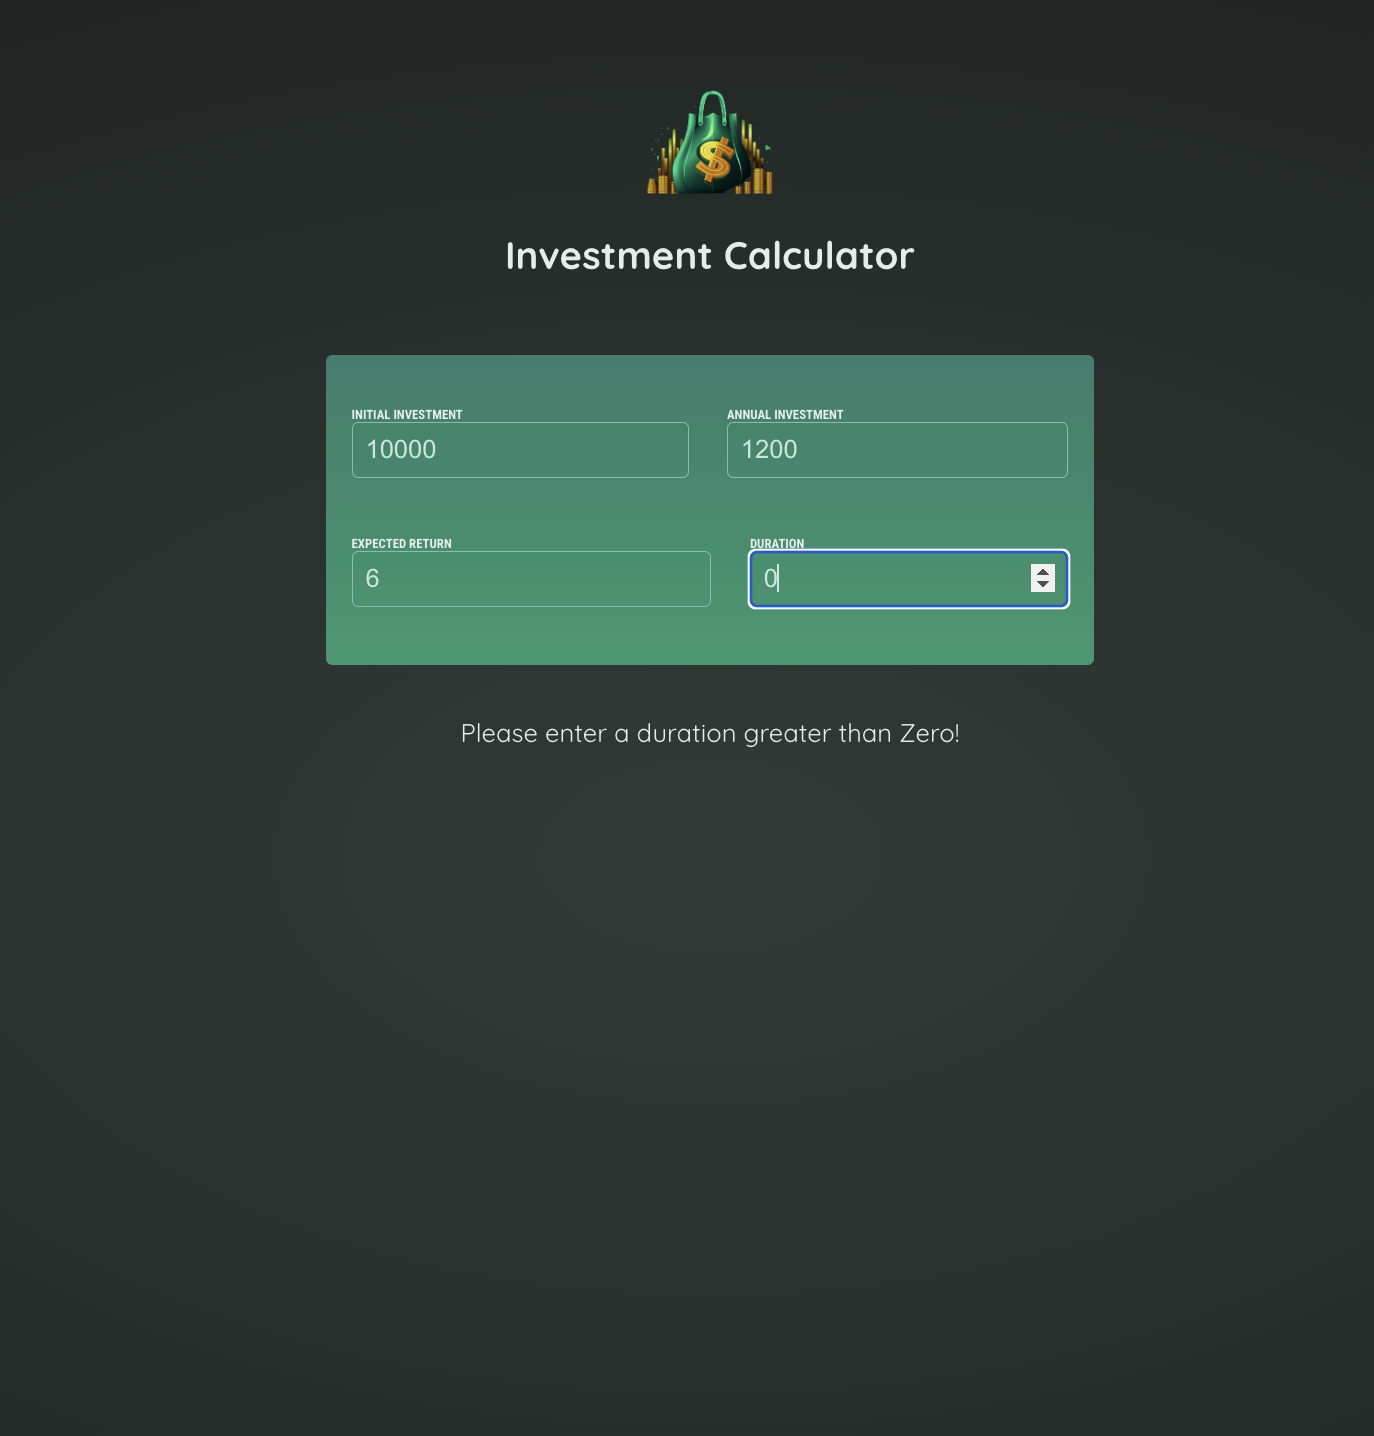 $
Investment Calculator
INITIAL INVESTMENT
ANNUAL INVESTMENT
10000
1200
EXPECTED RETURN
DURATION
6
0
Please enter a duration greater than Zero!